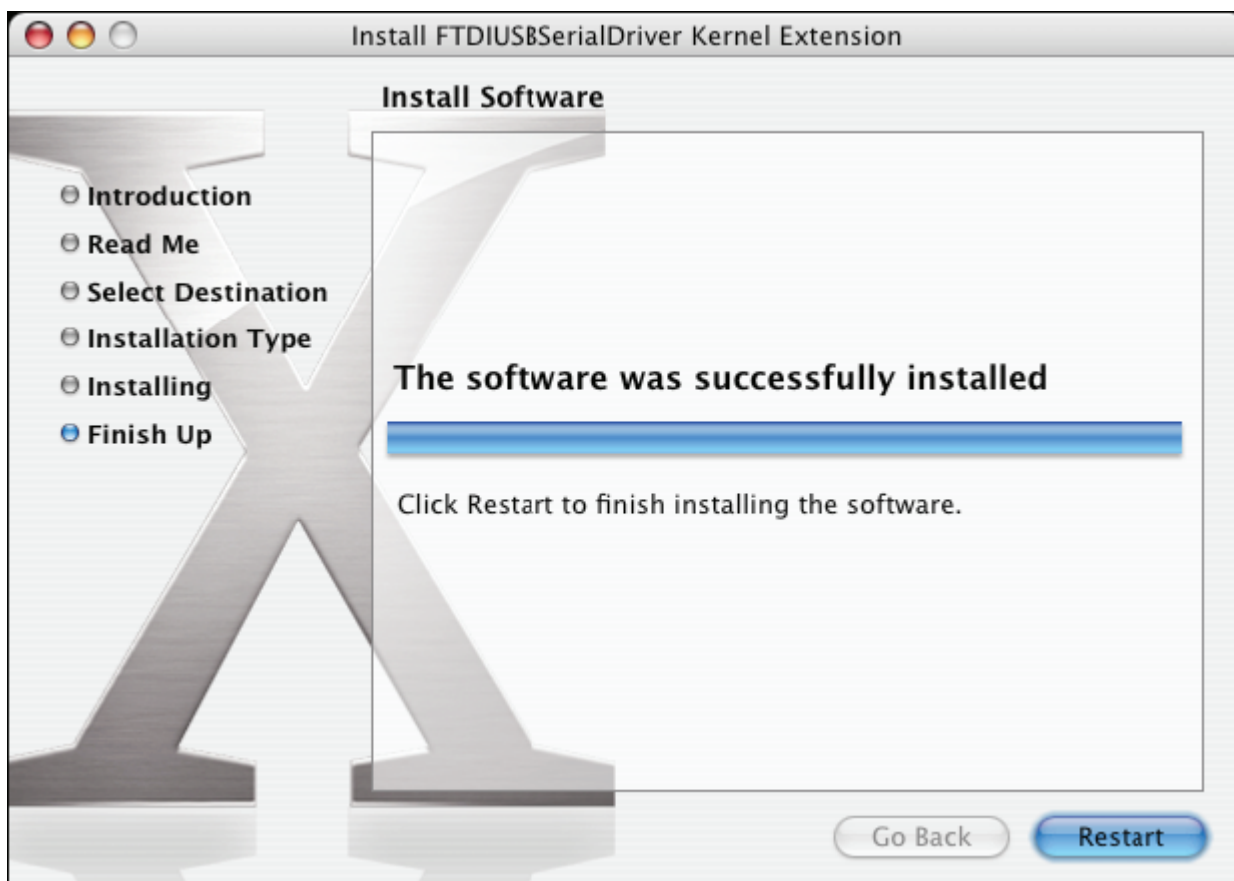 Install FTDIUSBSerialDriver Kernel Extension
Install Software
Introduction
Read Me
Select Destination
Installation Type
Installing
Finish Up
The software was successfully installed
Click Restart to finish installing the software.
Go Back
Restart